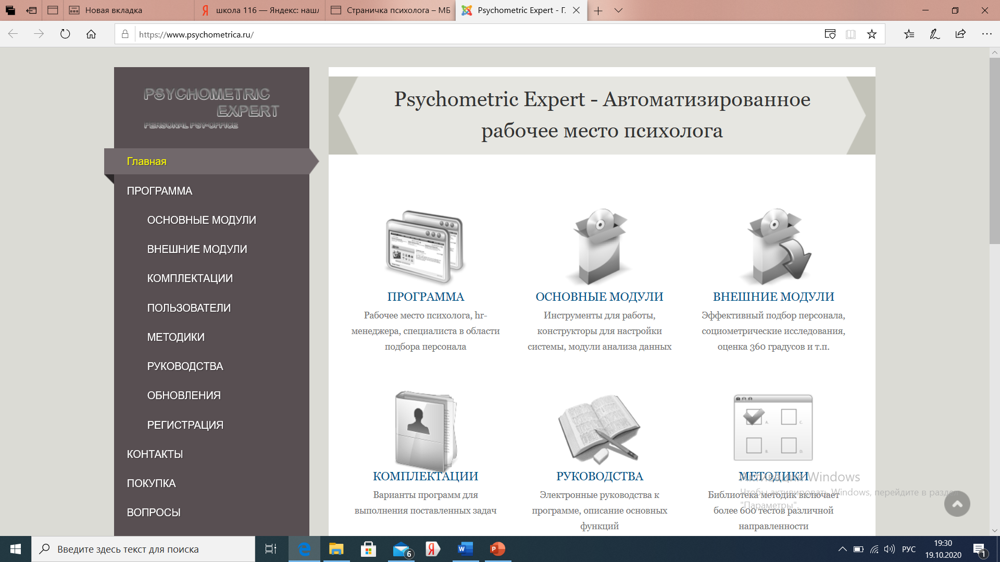 Новая вкладка
школа 116 — Яндекс: нашл
Страничка психолога – МБ
Psychometric Expert - Г.
https://www.psychometrica.ru/
PSYCHOMETRIC
EXPERT
PERSONAL PSY-OFFICE
Главная
ПРОГРАММА
ОСНОВНЫЕ МОДУЛИ
ВНЕШНИЕ МОДУЛИ
КОМПЛЕКТАЦИИ
ПОЛЬЗОВАТЕЛИ
МЕТОДИКИ
РУКОВОДСТВА
ОБНОВЛЕНИЯ
РЕГИСТРАЦИЯ
КОНТАКТЫ
ПОКУПКА
ВОПРОСЫ
Psychometric Expert - Автоматизированное
рабочее место психолога
ПРОГРАММА
Рабочее место психолога, hr-
менеджера, специалиста в области
подбора персонала
ОСНОВНЫЕ МОДУЛИ
Инструменты для работы,
конструкторы для настройки
системы, модули анализа данных
ВНЕШНИЕ МОДУЛИ
Эффективный подбор персонала,
социометрические исследования,
оценка 360 градусов и т.п.
КОМПЛЕКТАЦИИ
Варианты программ для
выполнения поставленных задач
РУКОВОДСТВА
Электронные руководства к
программе, описание основных
функций
МЕТОДИКИ
Библиотека методик включает
более 600 тестов различной
направленности
Активация Windows
Чтобы активировать Windows, перейдите в раздел
"Параметры".
Введите здесь текст для поиска
6
РУС
19:30
19.10.2020
1